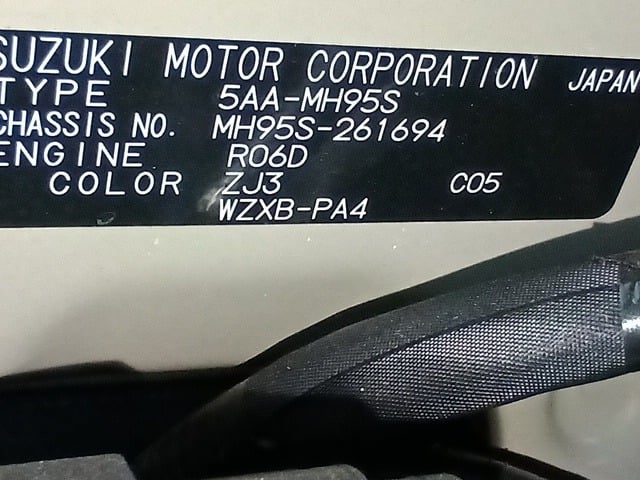 SUZUKI MOTOR CORPORATION JAPAN
TYPE 5AA-MH95S
CHASSIS NO. MH95S-261694
ENGINE R06D
COLOR ZJ3 C05
WZXB-PA4